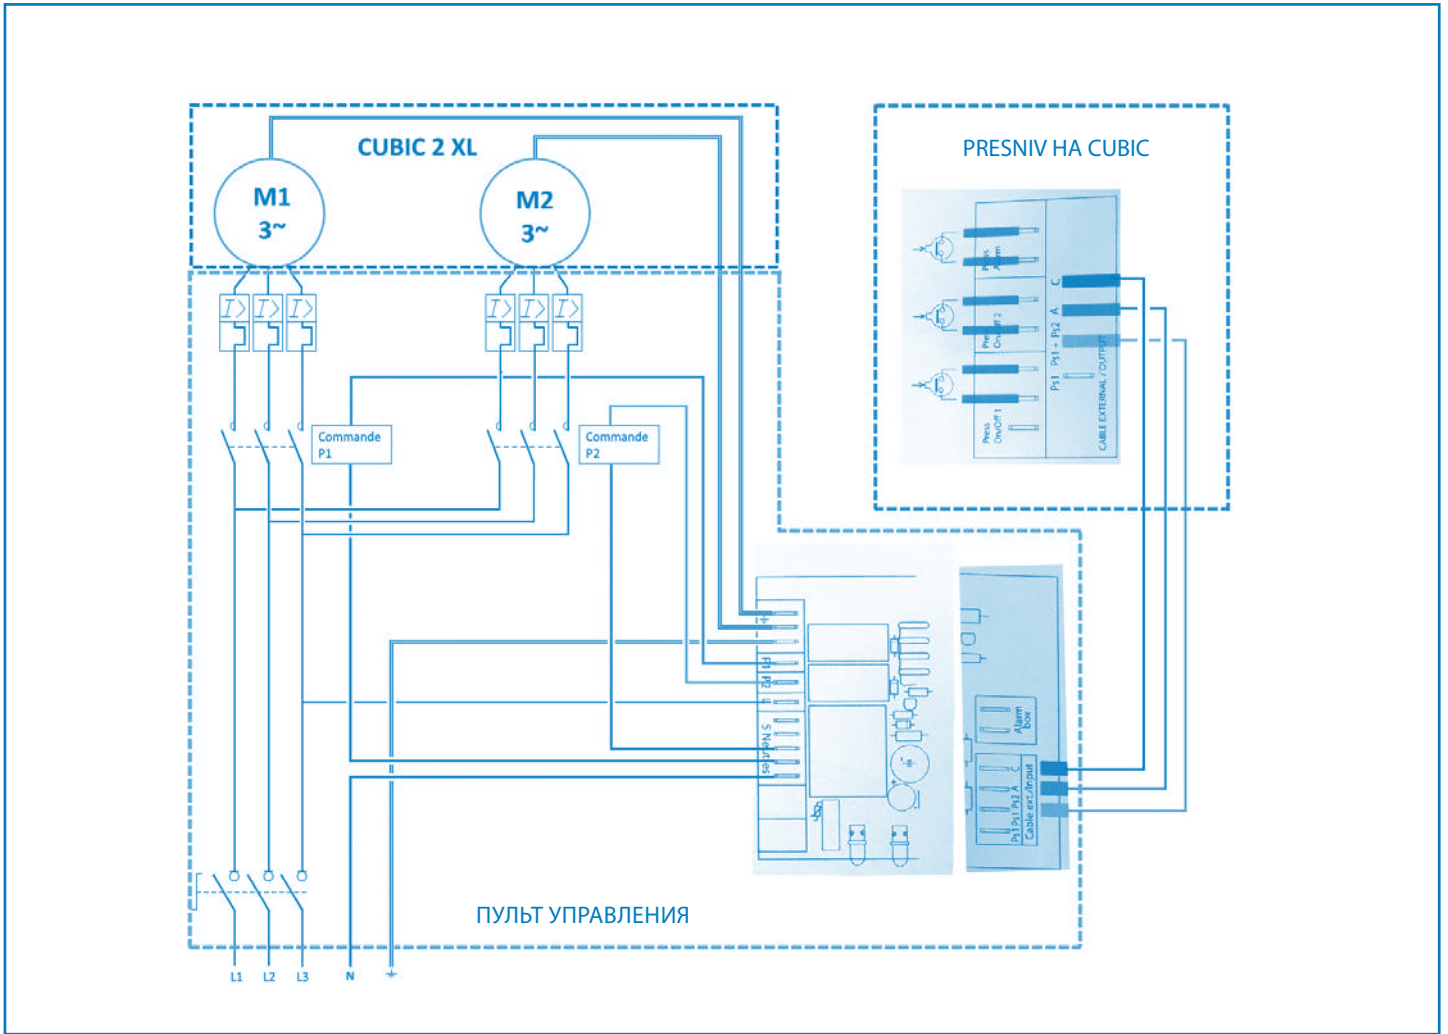 CUBIC 2 XL
PRESNIV НА CUBIC
M1
3~
M2
3~
I>
I>
I>
I>
I>
I>
Commande
P1
Commande
P2
Press
On/Off 2
Press
On/Off 1
C
A
Ps1 + Ps2
Ps1
CABLE EXTERNAL / OUTPUT
P1
P2
L
5 Neutres
Alarm
box
C
A
Ps1 Ps2
Ps1
Cable ext./Input
ПУЛЬТ УПРАВЛЕНИЯ
L1
L2
L3
N